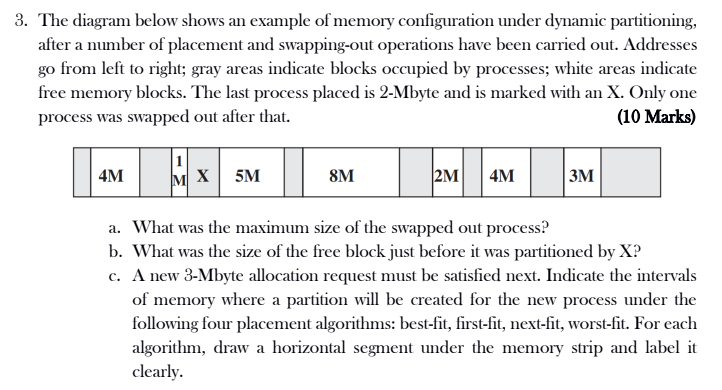 3. The diagram below shows an example of memory configuration under dynamic partitioning,
after a number of placement and swapping-out operations have been carried out. Addresses
go from left to right; gray areas indicate blocks occupied by processes; white areas indicate
free memory blocks. The last process placed is 2-Mbyte and is marked with an X. Only one
process was swapped out after that. (10 Marks)
4M 1 M X 5M 8M 2M 4M 3M
a. What was the maximum size of the swapped out process?
b. What was the size of the free block just before it was partitioned by X?
c. A new 3-Mbyte allocation request must be satisfied next. Indicate the intervals
of memory where a partition will be created for the new process under the
following four placement algorithms: best-fit, first-fit, next-fit, worst-fit. For each
algorithm, draw a horizontal segment under the memory strip and label it
clearly.